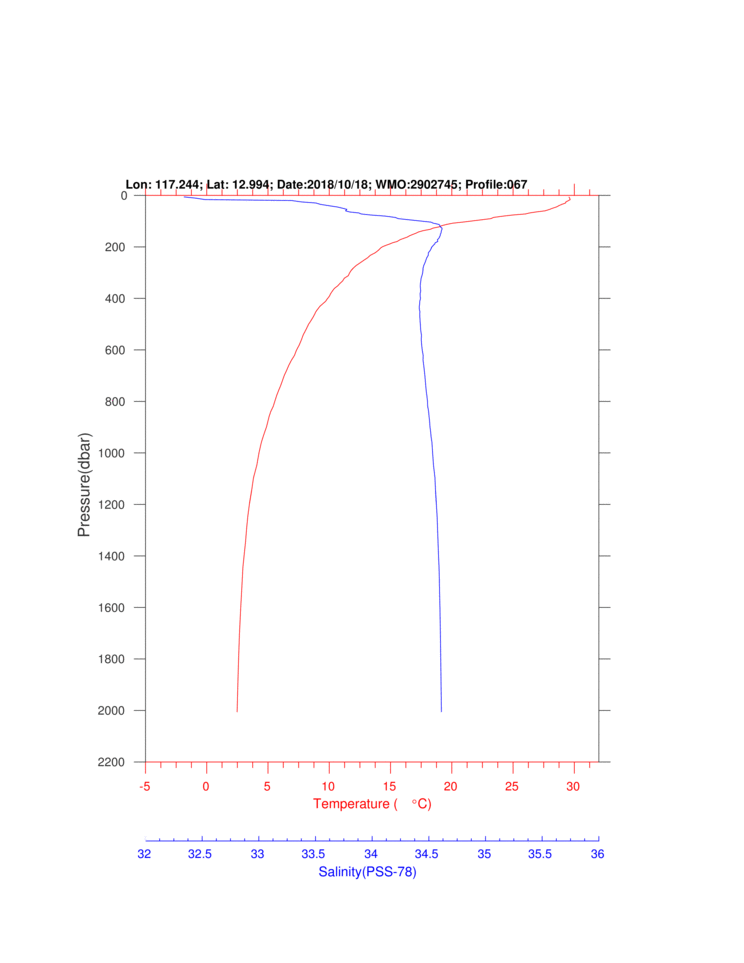 Lon: 117.244; Lat: 12.994; Date:2018/10/18; WMO:2902745; Profile:067
0
200
400
600
800
1000
1200
1400
1600
1800
2000
2200
Pressure(dbar)
-5 0 5 10 15 20 25 30
Temperature ( °C)
32 32.5 33 33.5 34 34.5 35 35.5 36
Salinity(PSS-78)